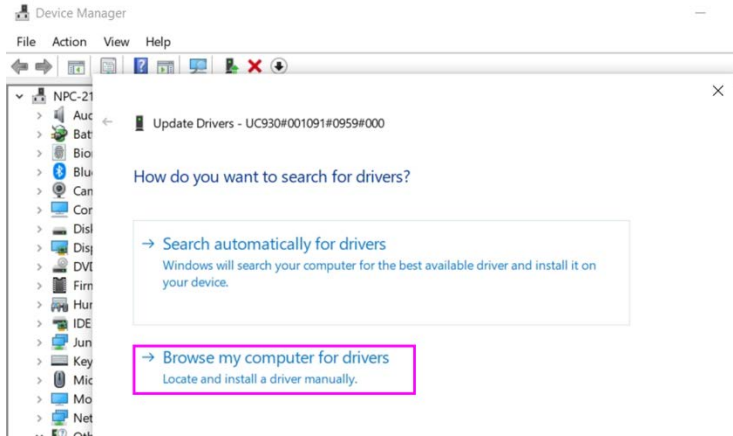 Device Manager
File Action View Help
NPC-21
Auc
Bat
Bio
Blu
Can
Cor
Disk
Disp
DVD
Firn
Hur
IDE
Jun
Key
Mic
Mo
Net
Oth
Update Drivers - UC930#001091#0959#000
How do you want to search for drivers?
→ Search automatically for drivers
Windows will search your computer for the best available driver and install it on
your device.
→ Browse my computer for drivers
Locate and install a driver manually.